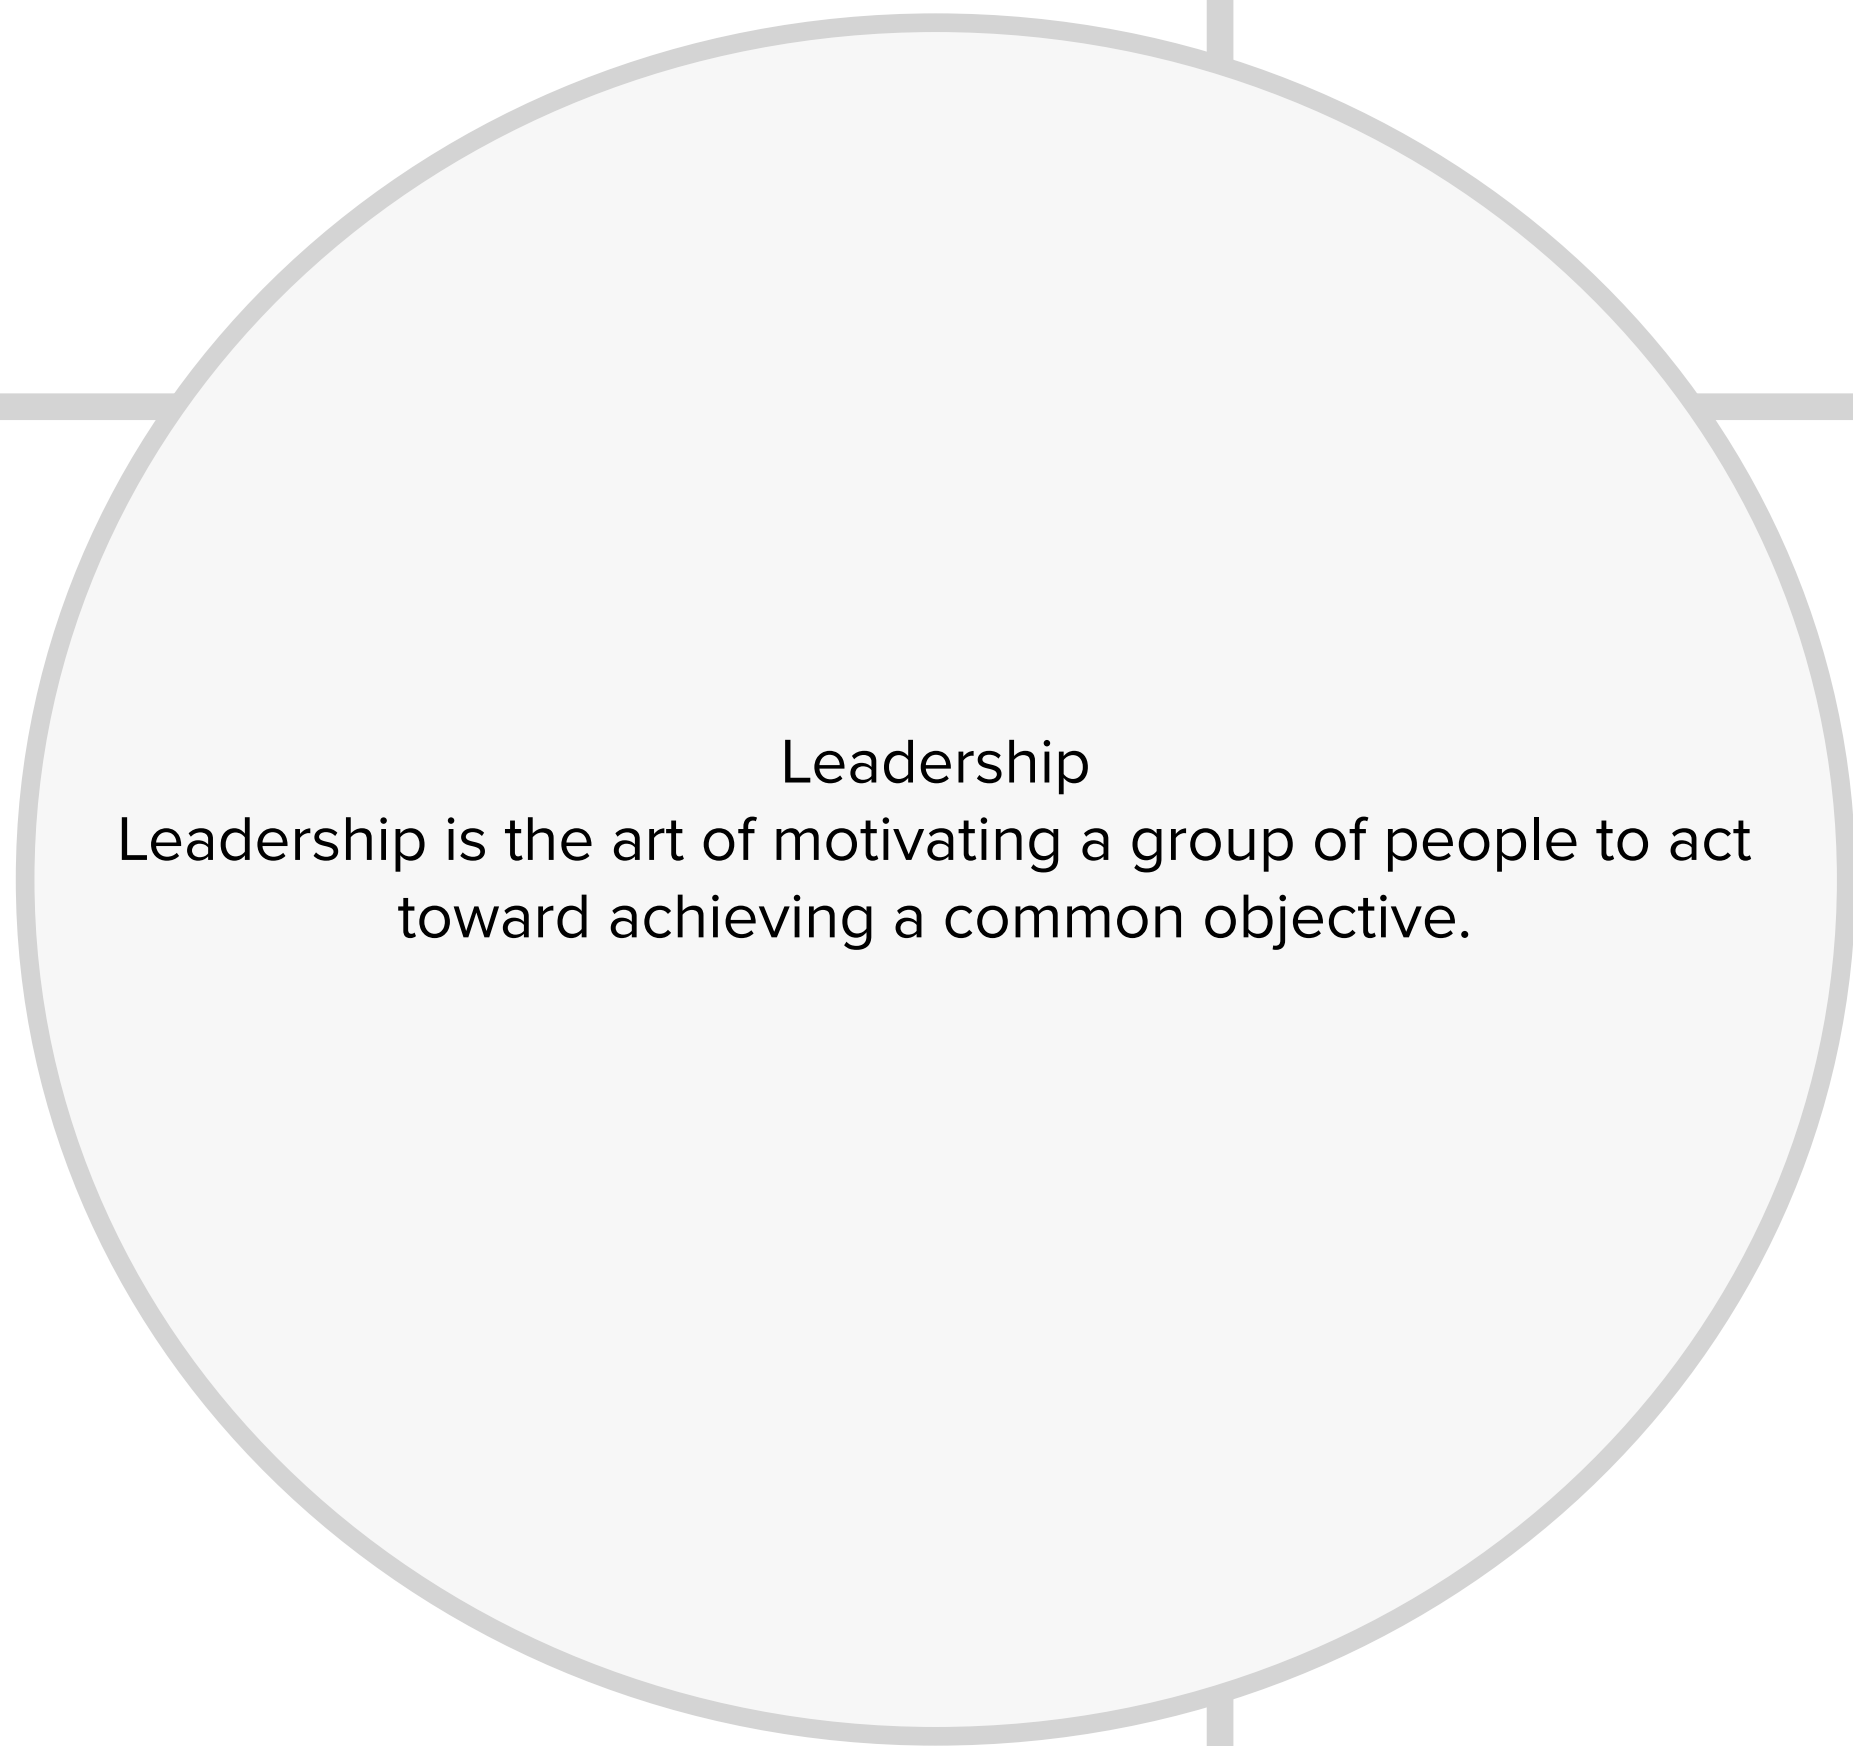 Leadership
Leadership is the art of motivating a group of people to act
toward achieving a common objective.